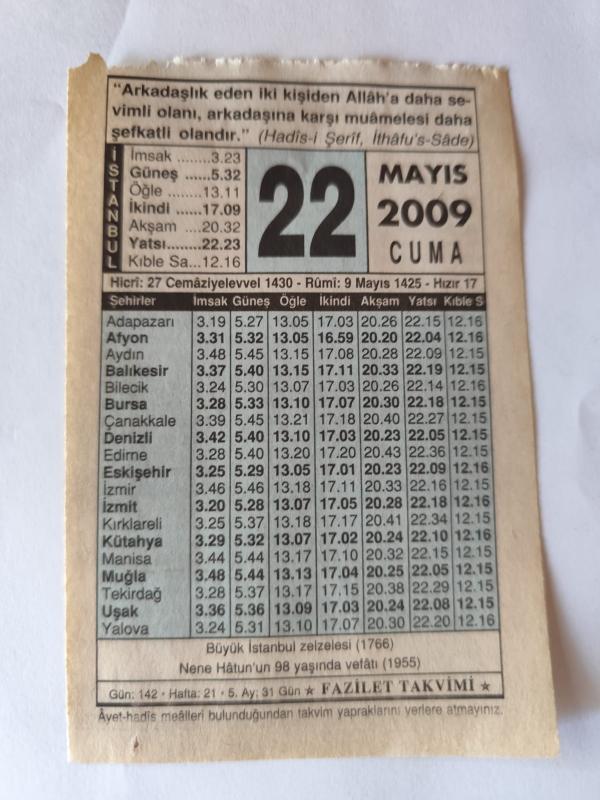 “Arkadaşlık eden iki kişiden Allâh'a daha se-
vimli olanı, arkadaşına karşı muâmelesi daha
şefkatli olandır.” (Hadîs-i Şerîf, İthâfu's-Sâde)
İSTANBUL
İmsak ........3.23
Güneş ......5.32
Öğle ........13.11
İkindi ......17.09
Akşam ....20.32
Yatsı........22.23
Kıble Sa...12.16
22
MAYIS
2009
CUMA
Hicrî: 27 Cemâziyelevvel 1430 - Rûmî: 9 Mayıs 1425 - Hızır 17
Şehirler İmsak Güneş Öğle İkindi Akşam Yatsı Kıble S
Adapazarı 3.19 5.27 13.05 17.03 20.26 22.15 12.16
Afyon 3.31 5.32 13.05 16.59 20.20 22.04 12.16
Aydın 3.48 5.45 13.15 17.08 20.28 22.09 12.15
Balıkesir 3.37 5.40 13.15 17.11 20.33 22.19 12.15
Bilecik 3.24 5.30 13.07 17.03 20.26 22.14 12.16
Bursa 3.28 5.33 13.10 17.07 20.30 22.18 12.15
Çanakkale 3.39 5.45 13.21 17.18 20.40 22.27 12.15
Denizli 3.42 5.40 13.10 17.03 20.23 22.05 12.15
Edirne 3.28 5.40 13.20 17.20 20.43 22.36 12.15
Eskişehir 3.25 5.29 13.05 17.01 20.23 22.09 12.16
İzmir 3.46 5.46 13.18 17.11 20.33 22.16 12.15
İzmit 3.20 5.28 13.07 17.05 20.28 22.18 12.16
Kırklareli 3.25 5.37 13.18 17.17 20.41 22.34 12.15
Kütahya 3.29 5.32 13.07 17.02 20.24 22.10 12.16
Manisa 3.44 5.44 13.17 17.10 20.32 22.15 12.15
Muğla 3.48 5.44 13.13 17.04 20.25 22.05 12.15
Tekirdağ 3.28 5.37 13.17 17.15 20.38 22.29 12.15
Uşak 3.36 5.36 13.09 17.03 20.24 22.08 12.15
Yalova 3.24 5.31 13.10 17.07 20.30 22.20 12.16
Büyük İstanbul zelzelesi (1766)
Nene Hâtun'un 98 yaşında vefâtı (1955)
Gün: 142 • Hafta: 21 • 5. Ay: 31 Gün ★ FAZİLET TAKVİMİ ★
Âyet-hadîs meâlleri bulunduğundan takvim yapraklarını yerlere atmayınız.